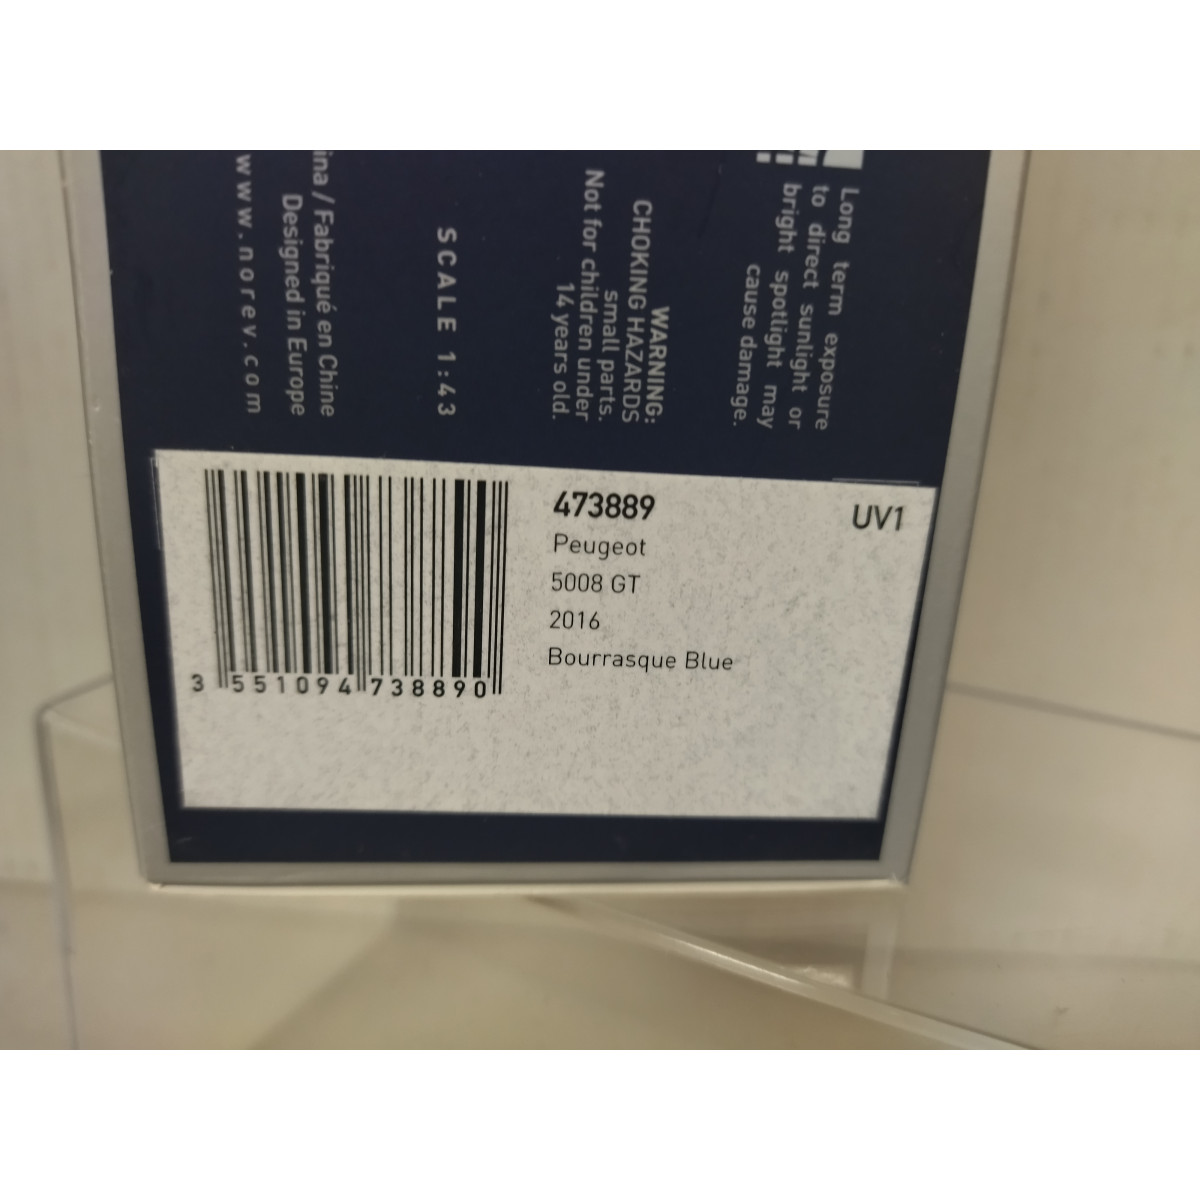 Long term exposure
to direct sunlight or
bright spotlight may
cause damage.
WARNING:
CHOKING HAZARDS
small parts.
Not for children under
14 years old.
SCALE 1:43
/ Fabriqué en Chine
Designed in Europe
www.norev.com
473889
UV1
Peugeot
5008 GT
2016
Bourrasque Blue
3 551094 738890